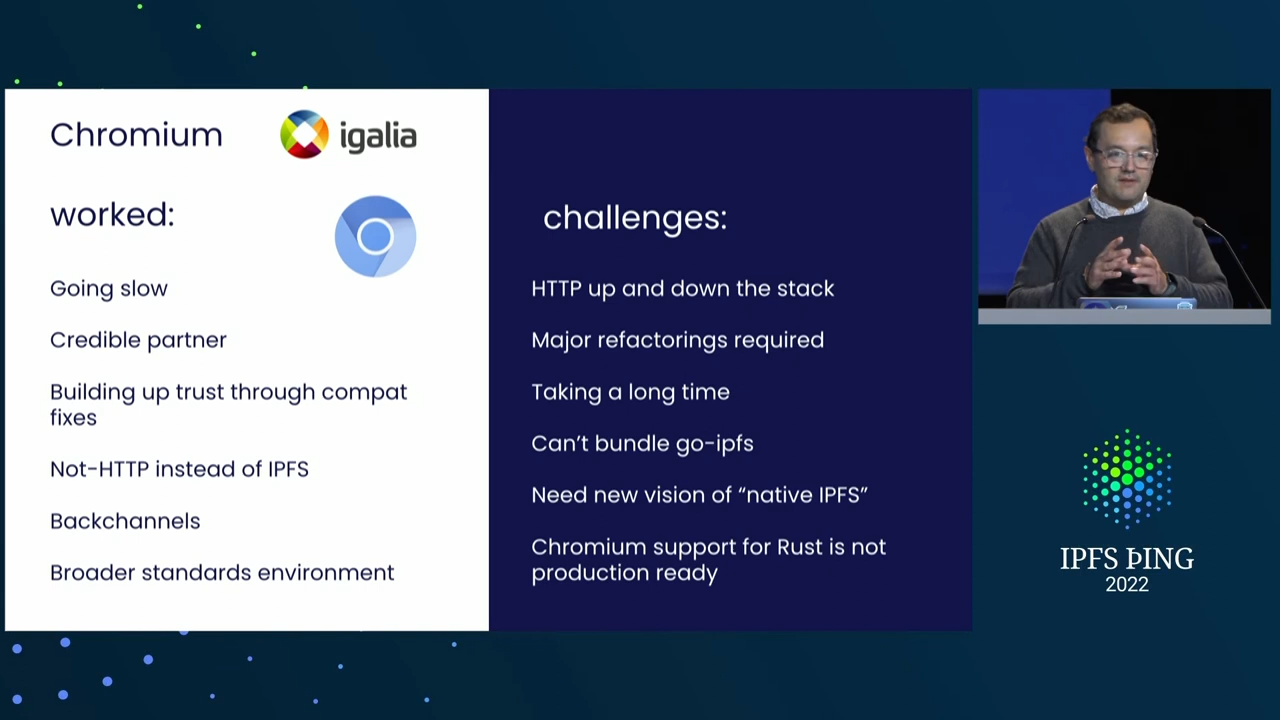 Chromium
igalia
worked:
Going slow
Credible partner
Building up trust through compat
fixes
Not-HTTP instead of IPFS
Backchannels
Broader standards environment
challenges:
HTTP up and down the stack
Major refactorings required
Taking a long time
Can't bundle go-ipfs
Need new vision of “native IPFS”
Chromium support for Rust is not
production ready
IPFS ÞING
2022